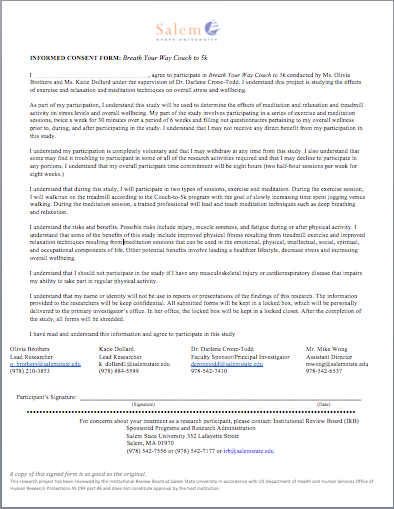 Salem
STATE UNIVERSITY
INFORMED CONSENT FORM: Breath Your Way Couch to 5k
I ______________________________, agree to participate in Breath Your Way Couch to 5k conducted by Ms. Olivia
Brothers and Ms. Katie Dollard under the supervision of Dr. Darlene Crone-Todd. I understand this project is studying the effects
of exercise and relaxation and meditation techniques on overall stress and wellbeing.
As part of my participation, I understand this study will be used to determine the effects of meditation and relaxation and treadmill
activity on stress levels and overall wellbeing. My part of the study involves participating in a series of exercise and meditation
sessions, twice a week for 30 minutes over a period of 6 weeks and filling out questionnaires pertaining to my overall wellness
prior to, during, and after participating in the study. I understand that I may not receive any direct benefit from my participation in
this study.
I understand my participation is completely voluntary and that I may withdraw at any time from this study. I also understand that
some may find it troubling to participate in some or all of the research activities required and that I may decline to participate in
any portions. I understand that my overall participant time commitment will be eight hours (two half-hour sessions per week for
eight weeks.)
I understand that during this study, I will participate in two types of sessions, exercise and meditation. During the exercise session,
I will walk/run on the treadmill according to the Couch-to-5k program with the goal of slowly increasing time spent jogging versus
walking. During the meditation session, a trained professional will lead and teach meditation techniques such as deep breathing
and relaxation.
I understand the risks and benefits. Possible risks include injury, muscle soreness, and fatigue during or after physical activity. I
understand that some of the benefits of this study include improved physical fitness resulting from treadmill exercise and improved
relaxation techniques resulting from meditation sessions that can be used in the emotional, physical, intellectual, social, spiritual,
and occupational components of life. Other potential benefits involve leading a healthier lifestyle, decrease stress and increasing
overall wellbeing.
I understand that I should not participate in the study if I have any musculoskeletal injury or cardiorespiratory disease that impairs
my ability to take part in regular physical activity.
I understand that my name or identity will not be use in reports or presentations of the findings of this research. The information
provided to the researchers will be keep confidential. All submitted forms will be kept in a locked box, which will be personally
delivered to the primary investigator's office. In her office, the locked box will be kept in a locked closet. After the completion of
the study, all forms will be shredded.
I have read and understand this information and agree to participate in this study
Olivia Brothers Katie Dollard Dr. Darlene Crone-Todd Mr. Mike Wong
Lead Researcher Lead Researcher Faculty Sponsor/Principal Investigator Assistant Director
o_brothers@salemstate.edu k_dollard1@salemstate.edu dcronetodd@salemstate.edu mwong@salemstate.edu
(978) 210-3853 (978) 884-5599 978-542-7410 978-542-6537
Participant's Signature:
(Signature) (Date)
For concerns about your treatment as a research participant, please contact: Institutional Review Board (IRB)
Sponsored Programs and Research Administration
Salem State University 352 Lafayette Street
Salem, MA 01970
(978) 542-7556 or (978) 542-7177 or irb@salemstate.edu
A copy of this signed form is as good as the original.
This research project has been reviewed by the Institutional Review Board at Salem State University in accordance with US Department of Health and Human Services Office of
Human Research Protections 45 CFR part 46 and does not constitute approval by the host institution.